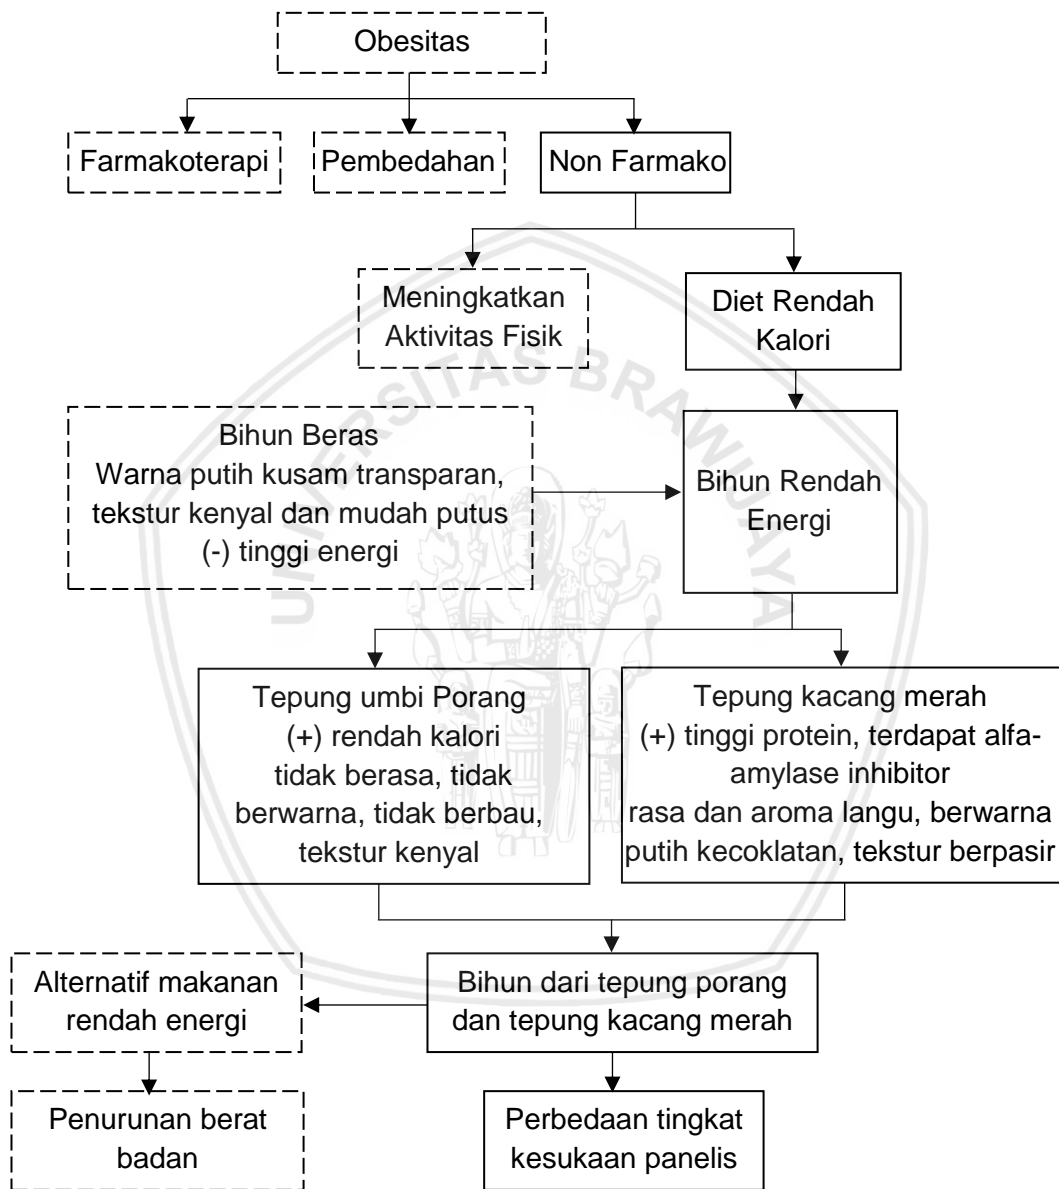 Obesitas
Farmakoterapi
Pembedahan
Non Farmako
Meningkatkan
Aktivitas Fisik
Diet Rendah
Kalori
Bihun Beras
Warna putih kusam transparan,
tekstur kenyal dan mudah putus
(-) tinggi energi
Bihun Rendah
Energi
Tepung umbi Porang
(+) rendah kalori
tidak berasa, tidak
berwarna, tidak berbau,
tekstur kenyal
Tepung kacang merah
(+) tinggi protein, terdapat alfa-
amylase inhibitor
rasa dan aroma langu, berwarna
putih kecoklatan, tekstur berpasir
Alternatif makanan
rendah energi
Bihun dari tepung porang
dan tepung kacang merah
Penurunan berat
badan
Perbedaan tingkat
kesukaan panelis
UNIVERSITAS BRAWIJAYA